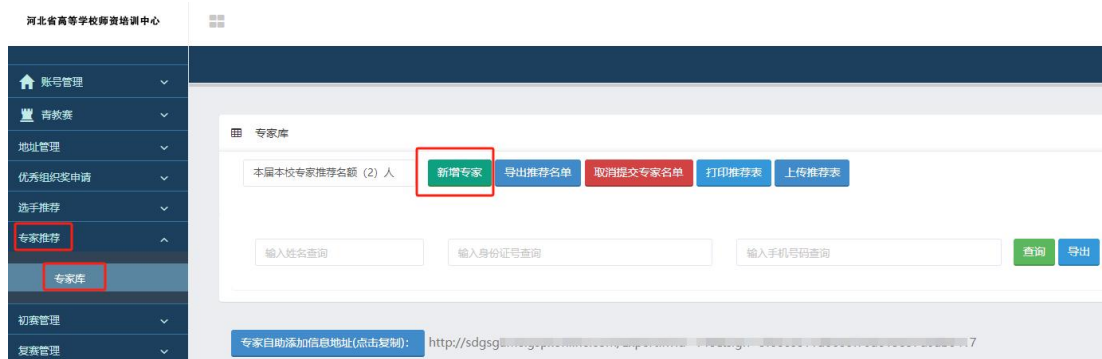 河北省高等学校师资培训中心
账号管理
青教赛
地址管理
优秀组织奖申请
选手推荐
专家推荐
专家库
初赛管理
复赛管理
专家库
本届本校专家推荐名额（2）人 新增专家 导出推荐名单 取消提交专家名单 打印推荐表 上传推荐表
输入姓名查询 输入身份证号查询 输入手机号码查询 查询 导出
专家自助添加信息地址(点击复制)： http://sdgsg